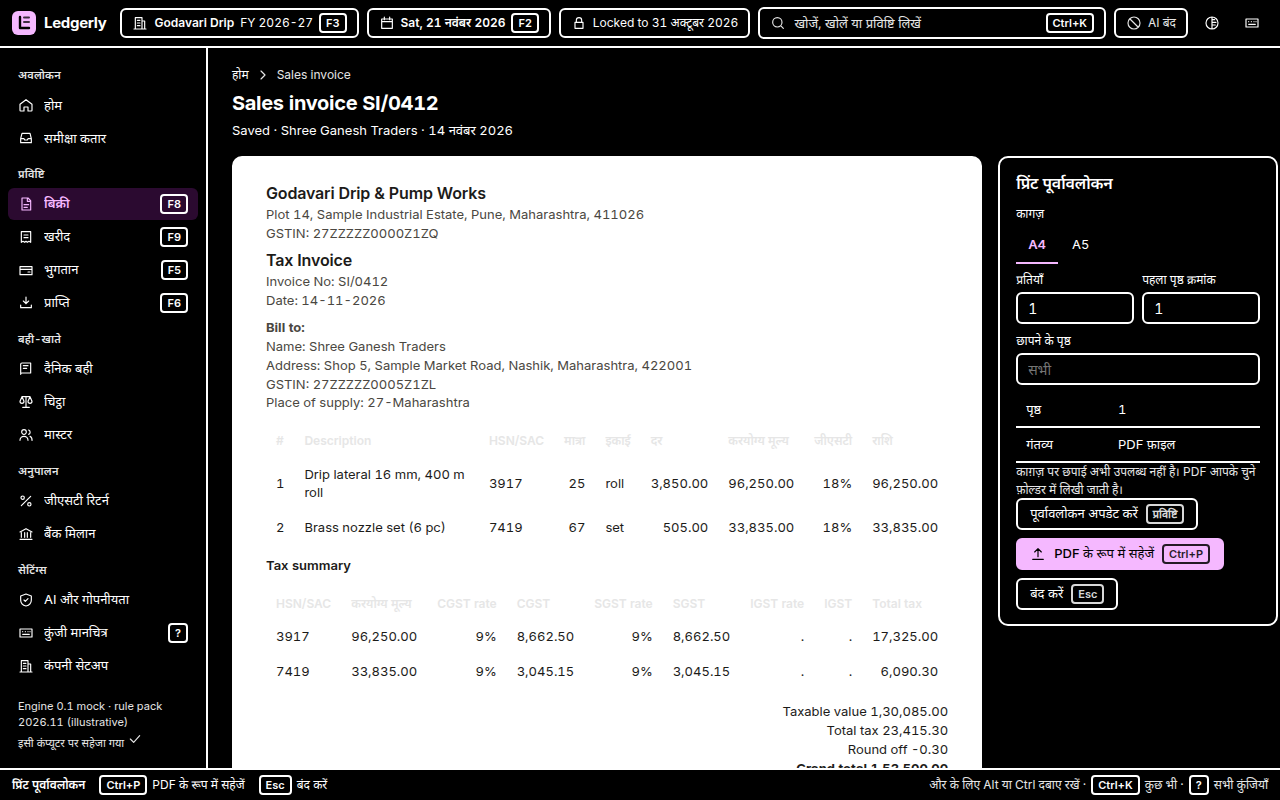 Ledgerly
Godavari Drip FY 2026-27 F3
Sat, 21 नवंबर 2026 F2
Locked to 31 अक्टूबर 2026
खोजें, खोलें या प्रविष्टि लिखें Ctrl+K
AI बंद
अवलोकन
होम
समीक्षा कतार
प्रविष्टि
बिक्री F8
खरीद F9
भुगतान F5
प्राप्ति F6
बही-खाते
दैनिक बही
चिट्ठा
मास्टर
अनुपालन
जीएसटी रिटर्न
बैंक मिलान
सेटिंग्स
AI और गोपनीयता
कुंजी मानचित्र ?
कंपनी सेटअप
Engine 0.1 mock · rule pack
2026.11 (illustrative)
इसी कंप्यूटर पर सहेजा गया
होम > Sales invoice
Sales invoice SI/0412
Saved · Shree Ganesh Traders · 14 नवंबर 2026
Godavari Drip & Pump Works
Plot 14, Sample Industrial Estate, Pune, Maharashtra, 411026
GSTIN: 27ZZZZZ0000Z1ZQ
Tax Invoice
Invoice No: SI/0412
Date: 14-11-2026
Bill to:
Name: Shree Ganesh Traders
Address: Shop 5, Sample Market Road, Nashik, Maharashtra, 422001
GSTIN: 27ZZZZZ0005Z1ZL
Place of supply: 27-Maharashtra
# Description HSN/SAC मात्रा इकाई दर करयोग्य मूल्य जीएसटी राशि
1 Drip lateral 16 mm, 400 m roll 3917 25 roll 3,850.00 96,250.00 18% 96,250.00
2 Brass nozzle set (6 pc) 7419 67 set 505.00 33,835.00 18% 33,835.00
Tax summary
HSN/SAC करयोग्य मूल्य CGST rate CGST SGST rate SGST IGST rate IGST Total tax
3917 96,250.00 9% 8,662.50 9% 8,662.50 . . 17,325.00
7419 33,835.00 9% 3,045.15 9% 3,045.15 . . 6,090.30
Taxable value 1,30,085.00
Total tax 23,415.30
Round off -0.30
Grand total 1,53,500.00
प्रिंट पूर्वावलोकन
कागज़
A4 A5
प्रतियाँ पहला पृष्ठ क्रमांक
1 1
छापने के पृष्ठ
सभी
पृष्ठ 1
गंतव्य PDF फ़ाइल
काग़ज़ पर छपाई अभी उपलब्ध नहीं है। PDF आपके चुने
फ़ोल्डर में लिखी जाती है।
पूर्वावलोकन अपडेट करें प्रविष्टि
PDF के रूप में सहेजें Ctrl+P
बंद करें Esc
प्रिंट पूर्वावलोकन Ctrl+P PDF के रूप में सहेजें Esc बंद करें
और के लिए Alt या Ctrl दबाए रखें · Ctrl+K कुछ भी · ? सभी कुंजियाँ